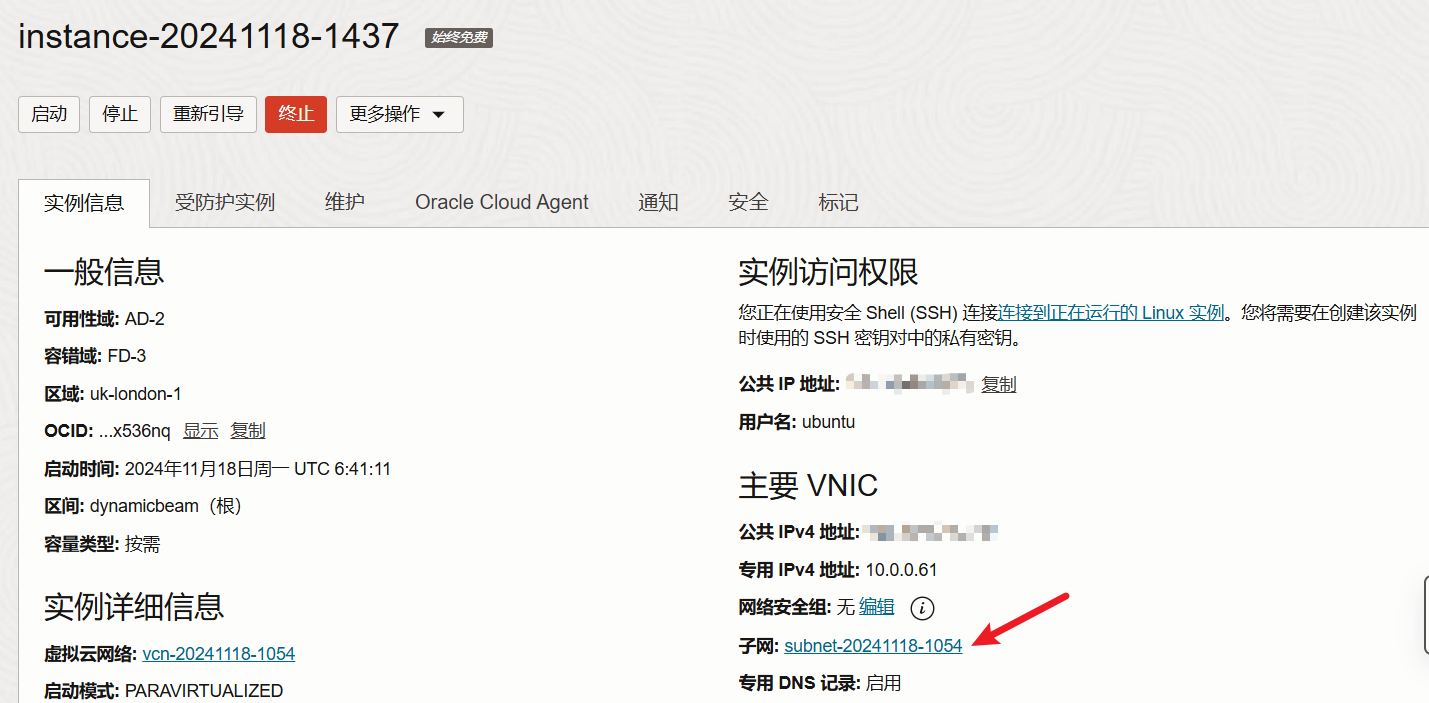 instance-20241118-1437 始终免费
启动 停止 重新引导 终止 更多操作
实例信息 受防护实例 维护 Oracle Cloud Agent 通知 安全 标记
一般信息
可用性域: AD-2
容错域: FD-3
区域: uk-london-1
OCID: ...x536nq 显示 复制
启动时间: 2024年11月18日周一 UTC 6:41:11
区间: dynamicbeam（根）
容量类型: 按需
实例详细信息
虚拟云网络: vcn-20241118-1054
启动模式: PARAVIRTUALIZED
实例访问权限
您正在使用安全 Shell (SSH) 连接连接到正在运行的 Linux 实例。您将需要在创建该实例
时使用的 SSH 密钥对中的私有密钥。
公共 IP 地址: 复制
用户名: ubuntu
主要 VNIC
公共 IPv4 地址:
专用 IPv4 地址: 10.0.0.61
网络安全组: 无 编辑
子网: subnet-20241118-1054
专用 DNS 记录: 启用